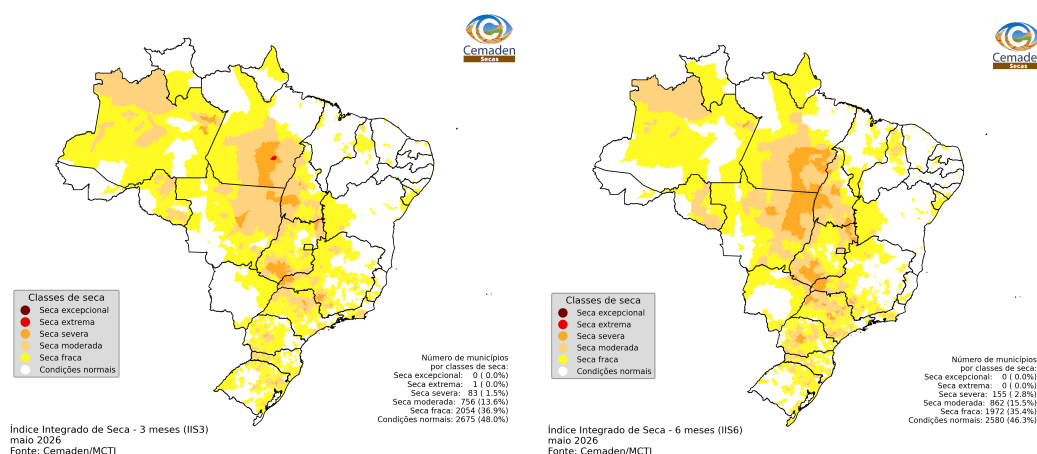 Cemaden
Secas
Classes de seca
Seca excepcional
Seca extrema
Seca severa
Seca moderada
Seca fraca
Condições normais
Número de municípios
por classes de seca:
Seca excepcional: 0 ( 0.0%)
Seca extrema: 1 ( 0.0%)
Seca severa: 83 ( 1.5%)
Seca moderada: 756 (13.6%)
Seca fraca: 2054 (36.9%)
Condições normais: 2675 (48.0%)
Índice Integrado de Seca - 3 meses (IIS3)
maio 2026
Fonte: Cemaden/MCTI
Cemade
Secas
Classes de seca
Seca excepcional
Seca extrema
Seca severa
Seca moderada
Seca fraca
Condições normais
Número de municípios
por classes de seca:
Seca excepcional: 0 ( 0.0%)
Seca extrema: 0 ( 0.0%)
Seca severa: 155 ( 2.8%)
Seca moderada: 862 (15.5%)
Seca fraca: 1972 (35.4%)
Condições normais: 2580 (46.3%)
Índice Integrado de Seca - 6 meses (IIS6)
maio 2026
Fonte: Cemaden/MCTI